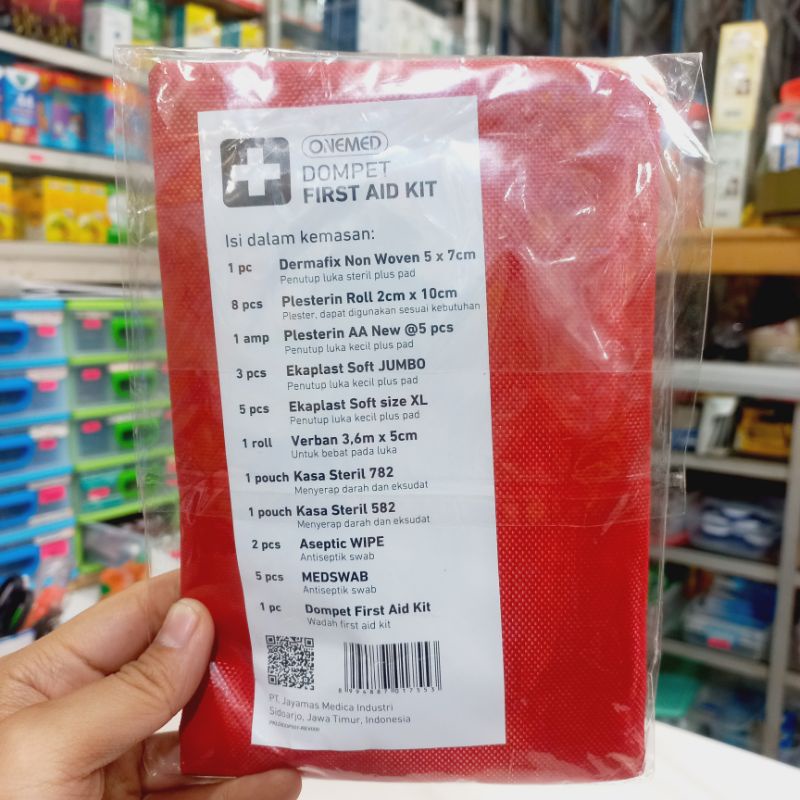 ONEMED
DOMPET
FIRST AID KIT
Isi dalam kemasan:
1 pc Dermafix Non Woven 5 x 7cm
Penutup luka steril plus pad
8 pcs Plesterin Roll 2cm x 10cm
Plester, dapat digunakan sesuai kebutuhan
1 amp Plesterin AA New @5 pcs
Penutup luka kecil plus pad
3 pcs Ekaplast Soft JUMBO
Penutup luka kecil plus pad
5 pcs Ekaplast Soft size XL
Penutup luka kecil plus pad
1 roll Verban 3,6m x 5cm
Untuk bebat pada luka
1 pouch Kasa Steril 782
Menyerap darah dan eksudat
1 pouch Kasa Steril 582
Menyerap darah dan eksudat
2 pcs Aseptic WIPE
Antiseptik swab
5 pcs MEDSWAB
Antiseptik swab
1 pc Dompet First Aid Kit
Wadah first aid kit
8 994887 017553
PT. Jayamas Medica Industri
Sidoarjo, Jawa Timur, Indonesia